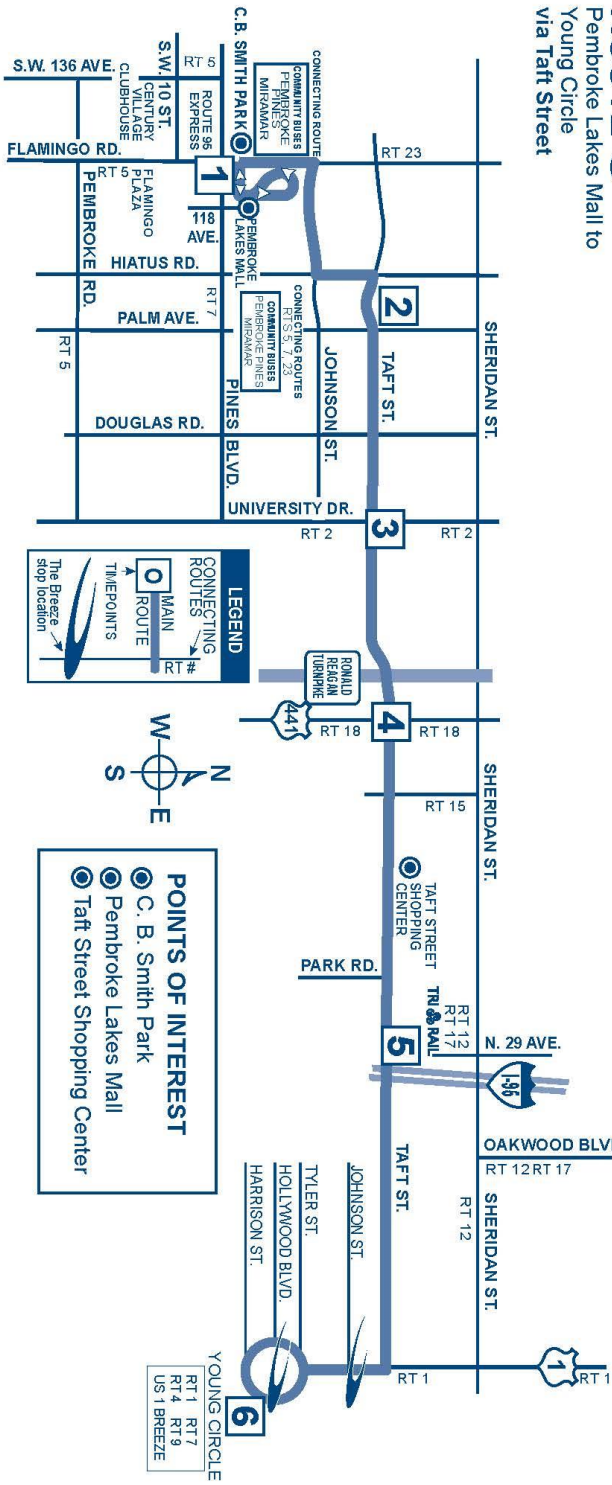 Pembroke Lakes Mall to
Young Circle
via Taft Street
S.W. 136 AVE.
FLAMINGO RD.
RT 5
S.W. 10 ST.
CENTURY
VILLAGE
CLUBHOUSE
RT 5
FLAMINGO
PLAZA
PEMBROKE RD.
RT 5
C.B. SMITH PARK
ROUTE 95
EXPRESS
CONNECTING ROUTE
COMMUNITY BUSES
PEMBROKE
PINES
MIRAMAR
RT 23
1
118
AVE.
PEMBROKE
LAKES MALL
HIATUS RD.
RT 7
PALM AVE.
CONNECTING ROUTES
RTS 5, 7, 23
COMMUNITY BUSES
PEMBROKE PINES
MIRAMAR
2
SHERIDAN ST.
TAFT ST.
JOHNSON ST.
PINES BLVD.
DOUGLAS RD.
UNIVERSITY DR.
RT 2
3
RT 2
RONALD
REAGAN
TURNPIKE
441
RT 18
4
RT 18
SHERIDAN ST.
RT 15
TAFT STREET
SHOPPING
CENTER
PARK RD.
TRI RAIL
RT 12
RT 17
5
N. 29 AVE.
I-95
OAKWOOD BLV
RT 12 RT 17
TAFT ST.
RT 12
SHERIDAN ST.
JOHNSON ST.
TYLER ST.
HOLLYWOOD BLVD.
HARRISON ST.
RT 1
1
RT 1
6
YOUNG CIRCLE
RT 1 RT 7
RT 4 RT 9
US 1 BREEZE
LEGEND
CONNECTING
ROUTES
RT #
O
MAIN
ROUTE
TIMEPOINTS
The Breeze
stop location
N
W
E
S
POINTS OF INTEREST
C. B. Smith Park
Pembroke Lakes Mall
Taft Street Shopping Center